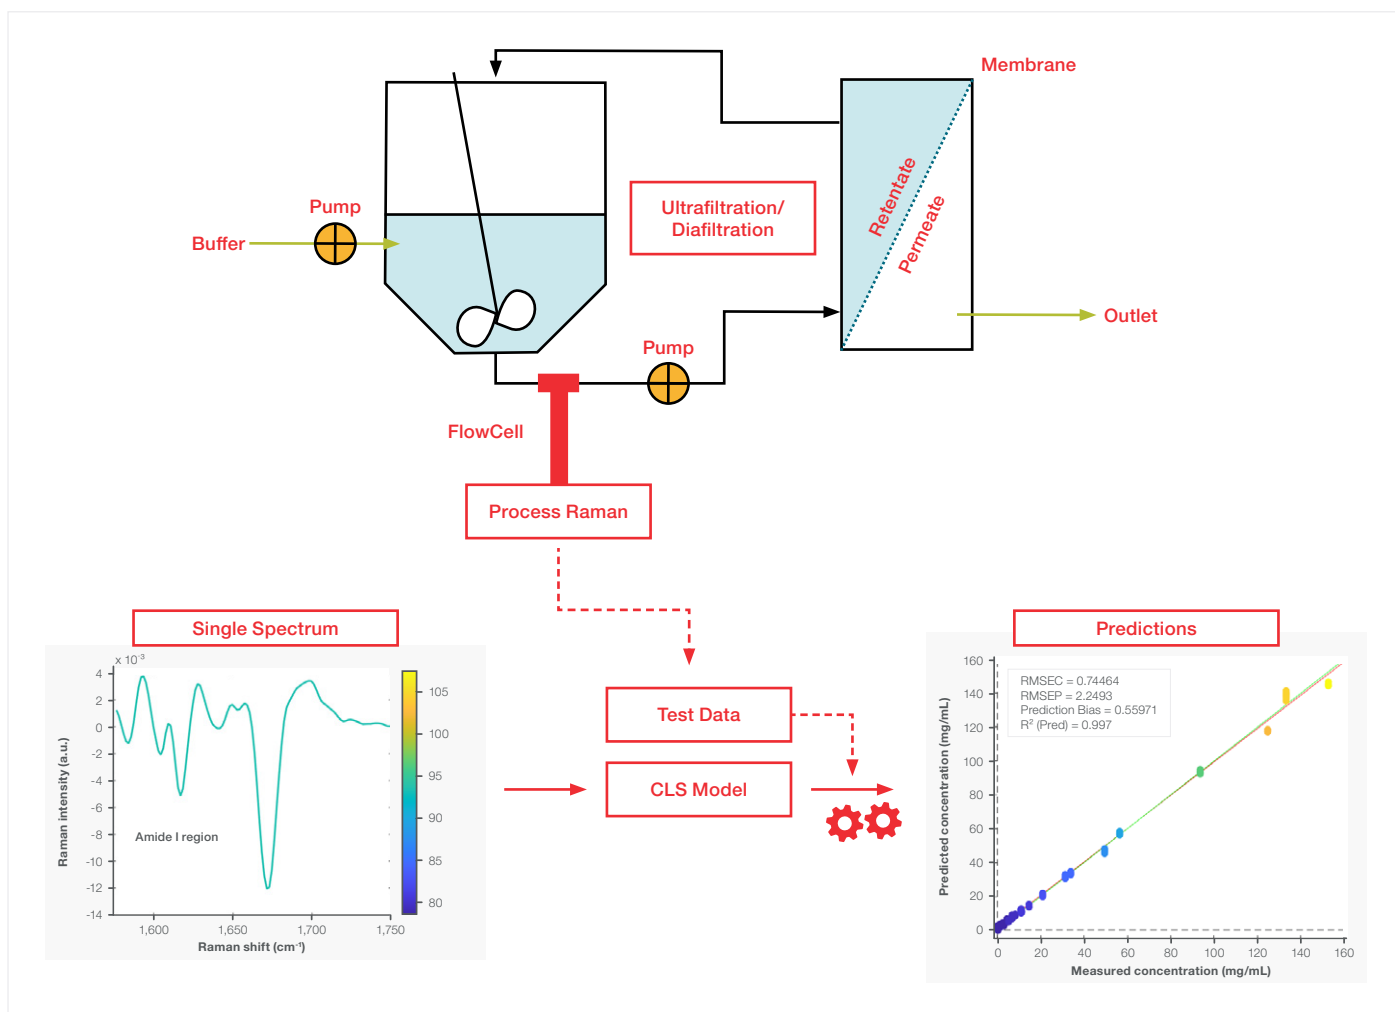 Membrane
Pump
Buffer
Ultrafiltration/
Diafiltration
Retentate
Permeate
Outlet
Pump
FlowCell
Process Raman
Single Spectrum
x 10⁻³
4
2
0
-2
-4
-6
-8
-10
-12
-14
Raman intensity (a.u.)
Amide I region
1,600
1,650
1,700
1,750
Raman shift (cm⁻¹)
105
100
95
90
85
80
Test Data
CLS Model
Predictions
160
140
120
100
80
60
40
20
0
Predicted concentration (mg/mL)
RMSEC = 0.74464
RMSEP = 2.2493
Prediction Bias = 0.55971
R² (Pred) = 0.997
0
20
40
60
80
100
120
140
160
Measured concentration (mg/mL)